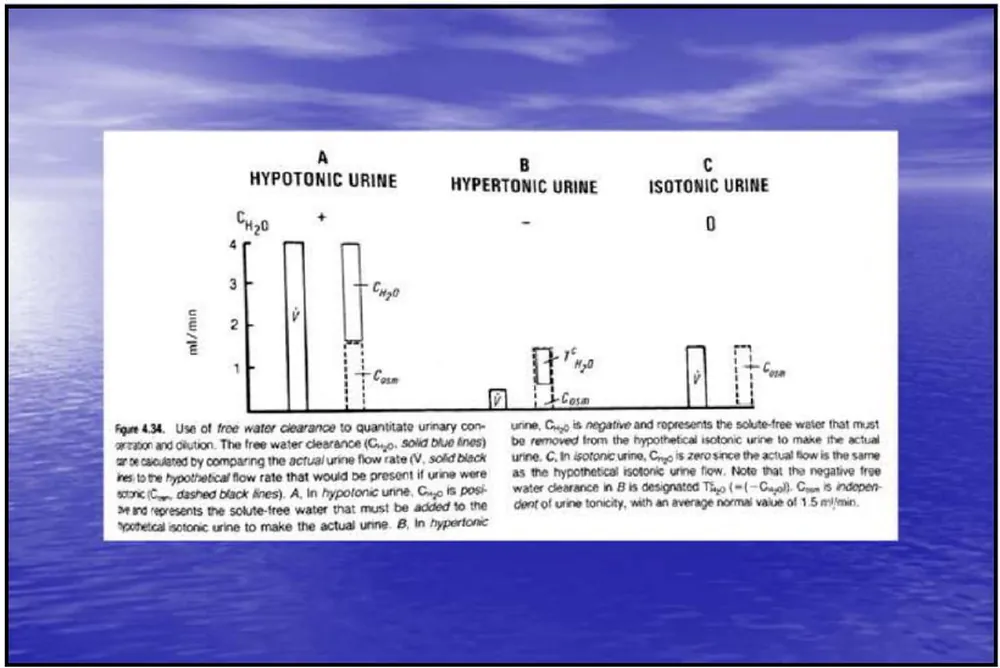 A
HYPOTONIC URINE
B
HYPERTONIC URINE
C
ISOTONIC URINE
CH₂O
+
−
0
4
3
2
1
ml/min
V̇
CH₂O
Cosm
V̇
TᶜH₂O
Cosm
V̇
Cosm
Figure 4.34. Use of free water clearance to quantitate urinary con-
centration and dilution. The free water clearance (CH₂O, solid blue lines)
can be calculated by comparing the actual urine flow rate (V, solid black
lines) to the hypothetical flow rate that would be present if urine were
isotonic (Cosm, dashed black lines). A, In hypotonic urine, CH₂O is posi-
tive and represents the solute-free water that must be added to the
hypothetical isotonic urine to make the actual urine. B, In hypertonic
urine, CH₂O is negative and represents the solute-free water that must
be removed from the hypothetical isotonic urine to make the actual
urine. C, In isotonic urine, CH₂O is zero since the actual flow is the same
as the hypothetical isotonic urine flow. Note that the negative free
water clearance in B is designated TᶜH₂O (=(−CH₂O)). Cosm is indepen-
dent of urine tonicity, with an average normal value of 1.5 ml/min.